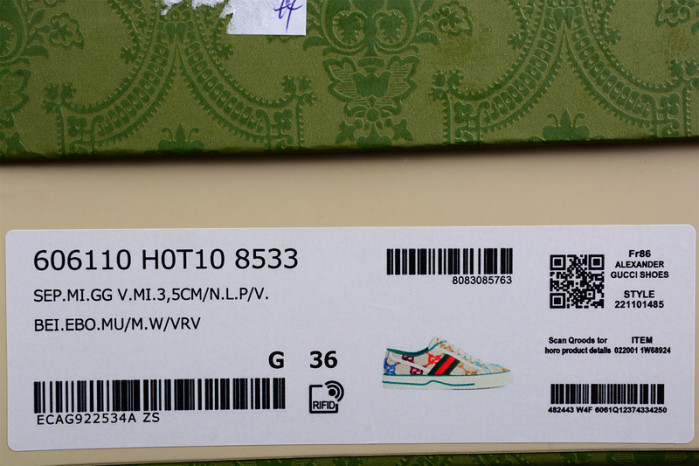 #
606110 H0T10 8533
SEP.MI.GG V.MI.3,5CM/N.L.P/V.
BEI.EBO.MU/M.W/VRV
G 36
ECAG922534A ZS
RFID
8083085763
Fr86
ALEXANDER
GUCCI SHOES
STYLE
221101485
Scan Qroods tor
horo product details
ITEM
022001 1W68924
482443 W4F 6061Q12374334250